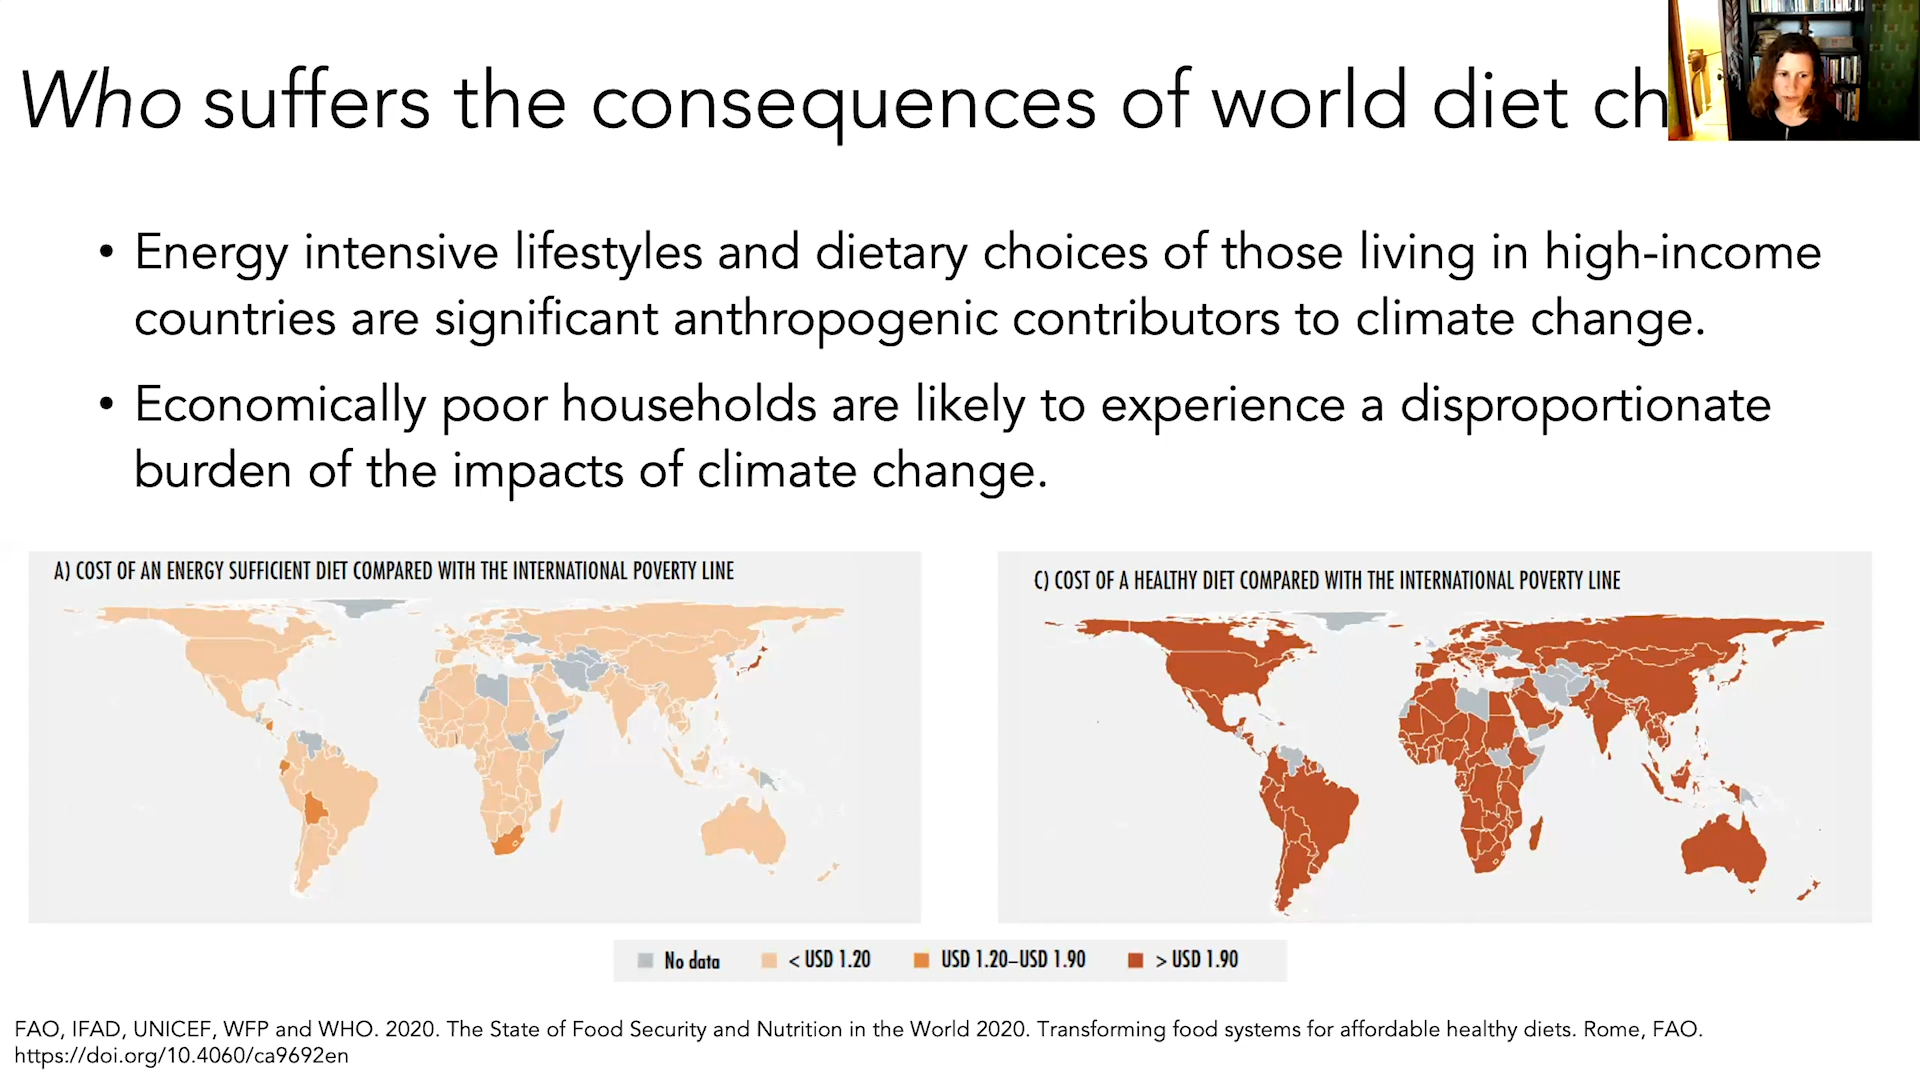 Who suffers the consequences of world diet ch
• Energy intensive lifestyles and dietary choices of those living in high-income
countries are significant anthropogenic contributors to climate change.
• Economically poor households are likely to experience a disproportionate
burden of the impacts of climate change.
A) COST OF AN ENERGY SUFFICIENT DIET COMPARED WITH THE INTERNATIONAL POVERTY LINE
C) COST OF A HEALTHY DIET COMPARED WITH THE INTERNATIONAL POVERTY LINE
No data < USD 1.20 USD 1.20–USD 1.90 > USD 1.90
FAO, IFAD, UNICEF, WFP and WHO. 2020. The State of Food Security and Nutrition in the World 2020. Transforming food systems for affordable healthy diets. Rome, FAO.
https://doi.org/10.4060/ca9692en